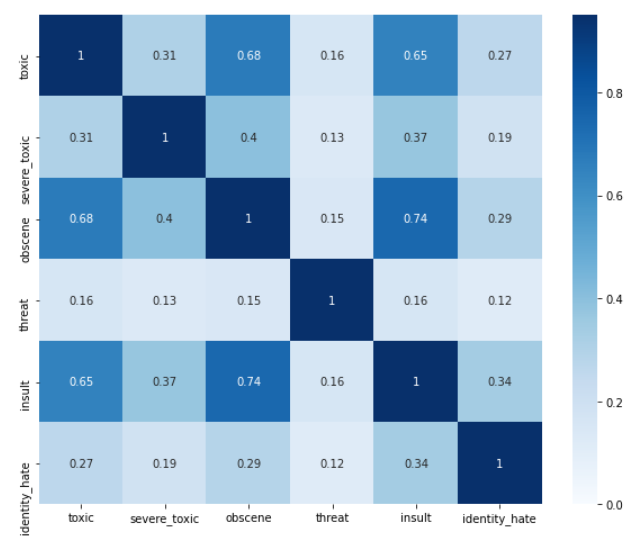 toxic 1 0.31 0.68 0.16 0.65 0.27
severe_toxic 0.31 1 0.4 0.13 0.37 0.19
obscene 0.68 0.4 1 0.15 0.74 0.29
threat 0.16 0.13 0.15 1 0.16 0.12
insult 0.65 0.37 0.74 0.16 1 0.34
identity_hate 0.27 0.19 0.29 0.12 0.34 1
toxic severe_toxic obscene threat insult identity_hate
0.8
0.6
0.4
0.2
0.0